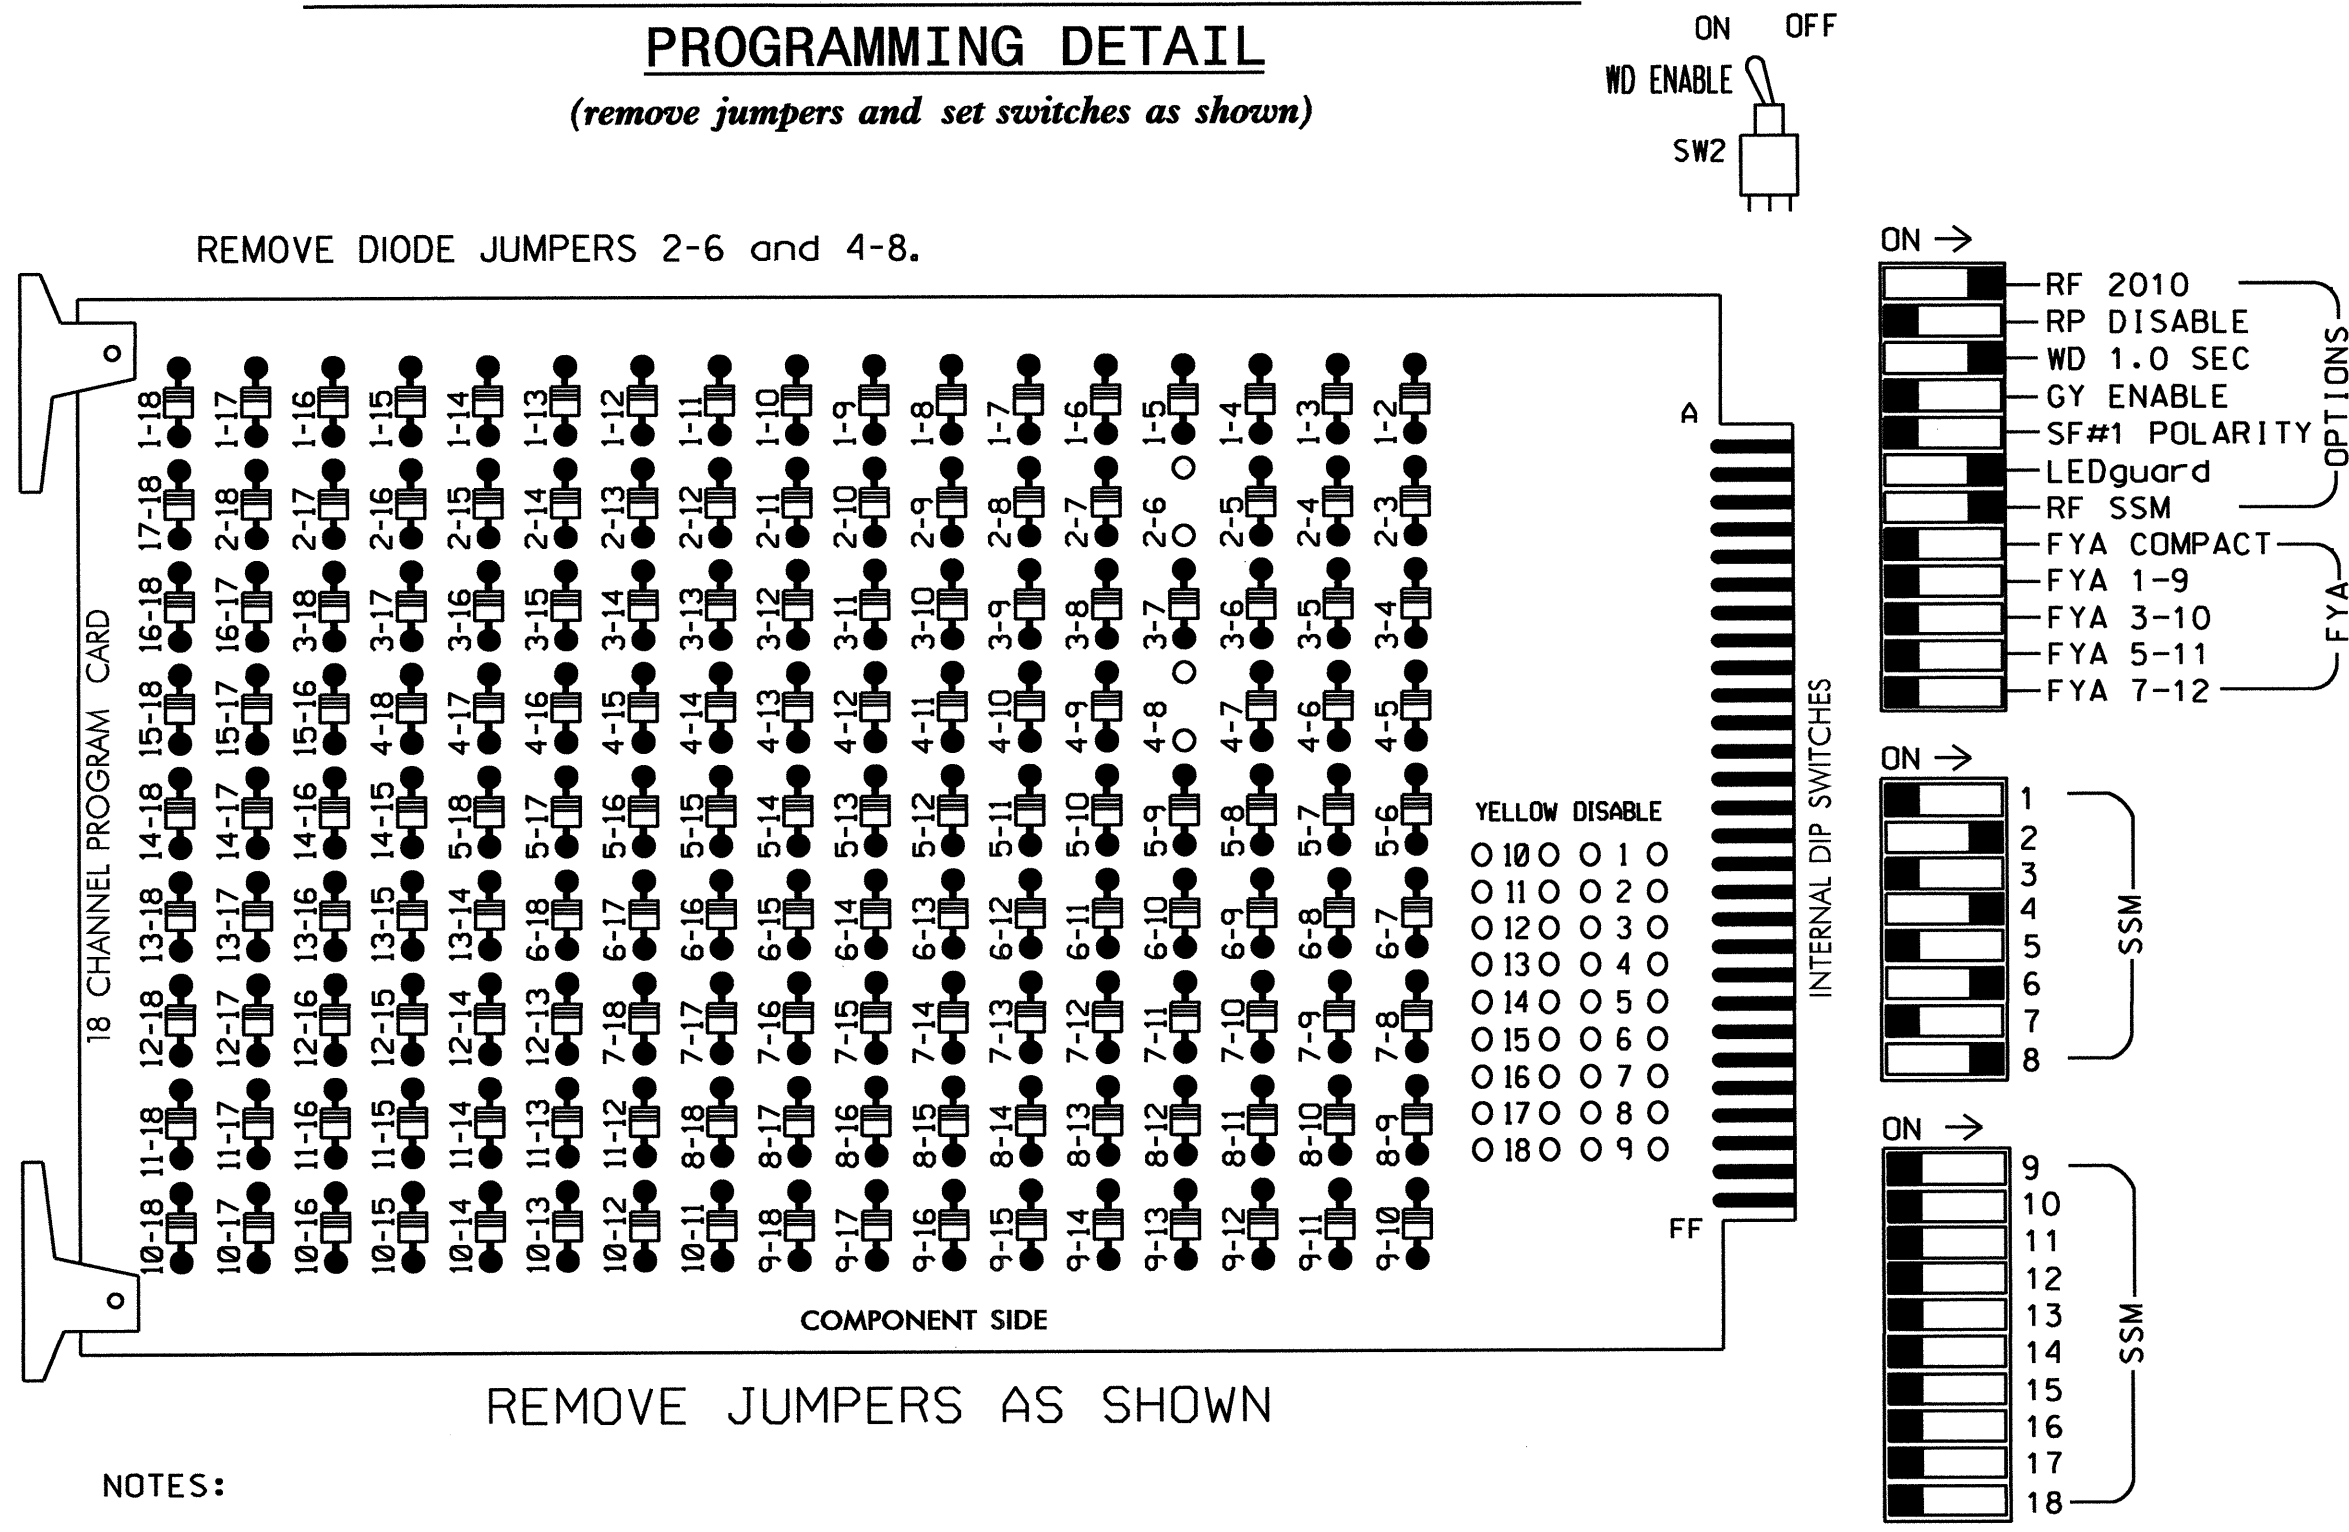 PROGRAMMING DETAIL
(remove jumpers and set switches as shown)
ON OFF
WD ENABLE
SW2
REMOVE DIODE JUMPERS 2-6 and 4-8.
1-18 1-17 1-16 1-15 1-14 1-13 1-12 1-11 1-10 1-9 1-8 1-7 1-6 1-5 1-4 1-3 1-2
17-18 2-18 2-17 2-16 2-15 2-14 2-13 2-12 2-11 2-10 2-9 2-8 2-7 2-6 2-5 2-4 2-3
16-18 16-17 3-18 3-17 3-16 3-15 3-14 3-13 3-12 3-11 3-10 3-9 3-8 3-7 3-6 3-5 3-4
15-18 15-17 15-16 4-18 4-17 4-16 4-15 4-14 4-13 4-12 4-11 4-10 4-9 4-8 4-7 4-6 4-5
14-18 14-17 14-16 14-15 5-18 5-17 5-16 5-15 5-14 5-13 5-12 5-11 5-10 5-9 5-8 5-7 5-6
13-18 13-17 13-16 13-15 13-14 6-18 6-17 6-16 6-15 6-14 6-13 6-12 6-11 6-10 6-9 6-8 6-7
12-18 12-17 12-16 12-15 12-14 12-13 7-18 7-17 7-16 7-15 7-14 7-13 7-12 7-11 7-10 7-9 7-8
11-18 11-17 11-16 11-15 11-14 11-13 11-12 8-18 8-17 8-16 8-15 8-14 8-13 8-12 8-11 8-10 8-9
10-18 10-17 10-16 10-15 10-14 10-13 10-12 10-11 9-18 9-17 9-16 9-15 9-14 9-13 9-12 9-11 9-10
18 CHANNEL PROGRAM CARD
COMPONENT SIDE
YELLOW DISABLE
10 1
11 2
12 3
13 4
14 5
15 6
16 7
17 8
18 9
A
FF
INTERNAL DIP SWITCHES
ON →
RF 2010
RP DISABLE
WD 1.0 SEC
GY ENABLE
SF#1 POLARITY
LEDguard
RF SSM
OPTIONS
FYA COMPACT
FYA 1-9
FYA 3-10
FYA 5-11
FYA 7-12
FYA
ON →
1
2
3
4
5
6
7
8
SSM
ON →
9
10
11
12
13
14
15
16
17
18
SSM
REMOVE JUMPERS AS SHOWN
NOTES: